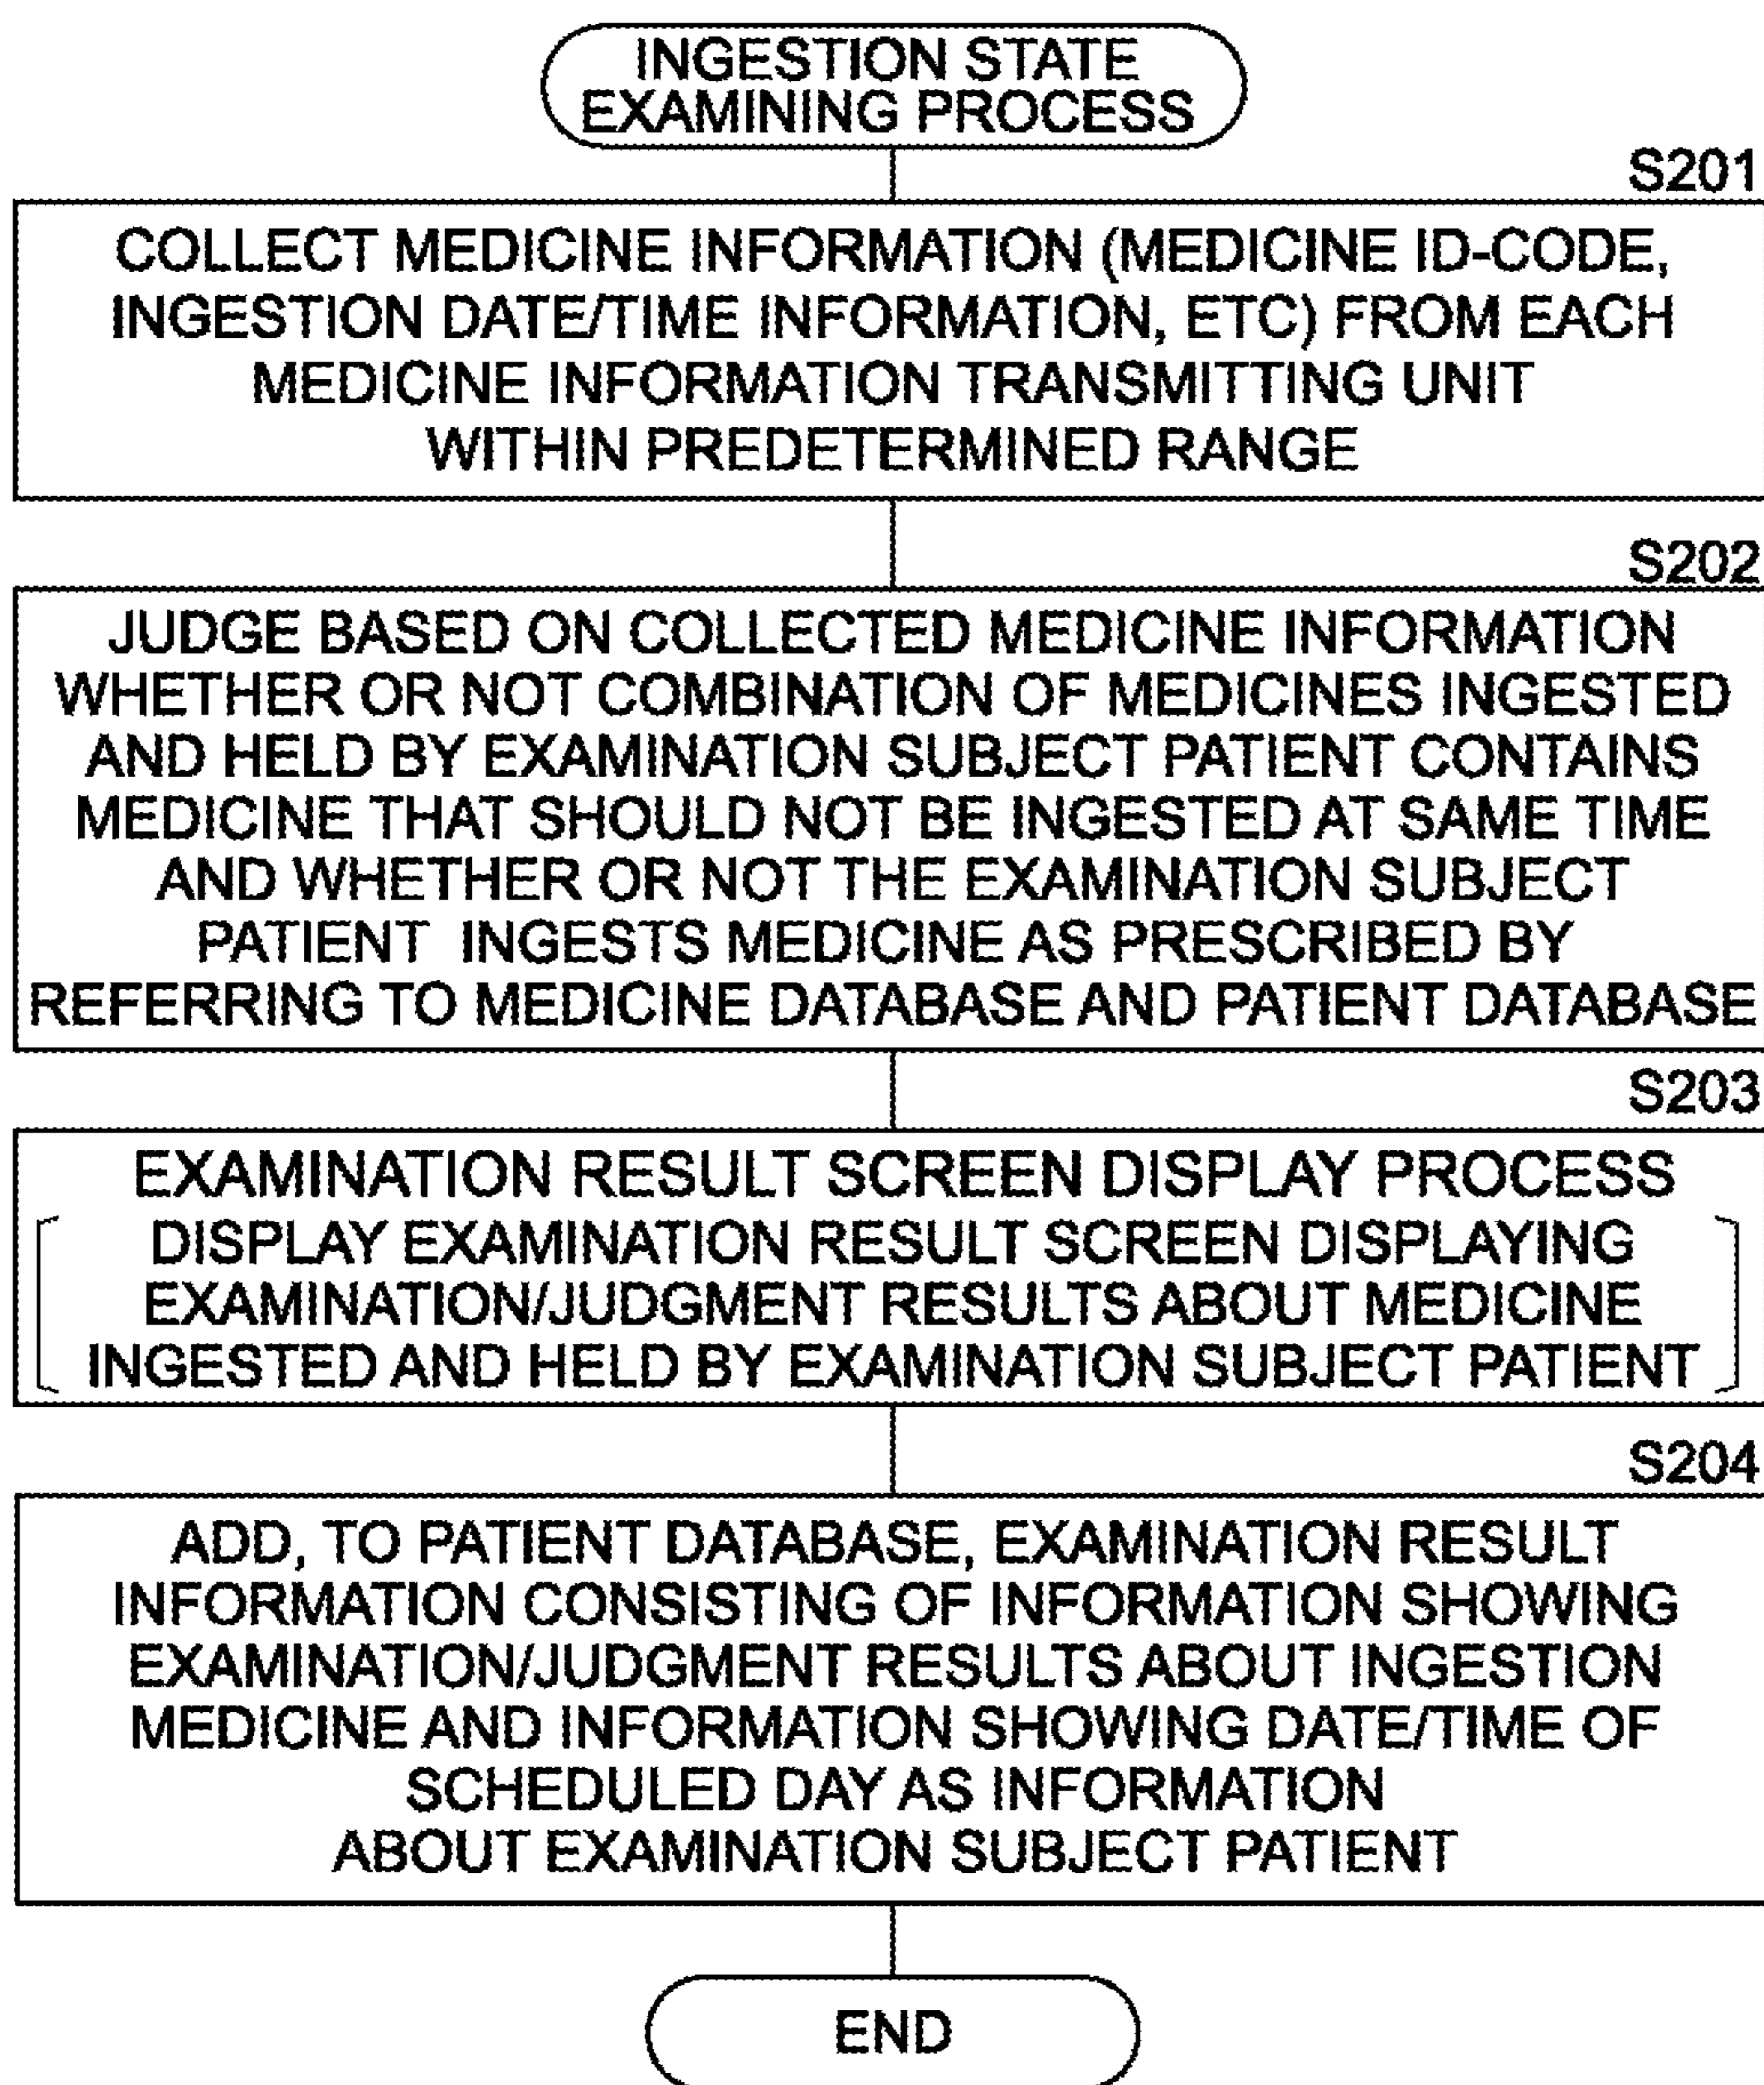 INGESTION STATE
EXAMINING PROCESS
S201
COLLECT MEDICINE INFORMATION (MEDICINE ID-CODE,
INGESTION DATE/TIME INFORMATION, ETC) FROM EACH
MEDICINE INFORMATION TRANSMITTING UNIT
WITHIN PREDETERMINED RANGE
S202
JUDGE BASED ON COLLECTED MEDICINE INFORMATION
WHETHER OR NOT COMBINATION OF MEDICINES INGESTED
AND HELD BY EXAMINATION SUBJECT PATIENT CONTAINS
MEDICINE THAT SHOULD NOT BE INGESTED AT SAME TIME
AND WHETHER OR NOT THE EXAMINATION SUBJECT
PATIENT INGESTS MEDICINE AS PRESCRIBED BY
REFERRING TO MEDICINE DATABASE AND PATIENT DATABASE
S203
EXAMINATION RESULT SCREEN DISPLAY PROCESS
DISPLAY EXAMINATION RESULT SCREEN DISPLAYING
EXAMINATION/JUDGMENT RESULTS ABOUT MEDICINE
INGESTED AND HELD BY EXAMINATION SUBJECT PATIENT
S204
ADD, TO PATIENT DATABASE, EXAMINATION RESULT
INFORMATION CONSISTING OF INFORMATION SHOWING
EXAMINATION/JUDGMENT RESULTS ABOUT INGESTION
MEDICINE AND INFORMATION SHOWING DATE/TIME OF
SCHEDULED DAY AS INFORMATION
ABOUT EXAMINATION SUBJECT PATIENT
END